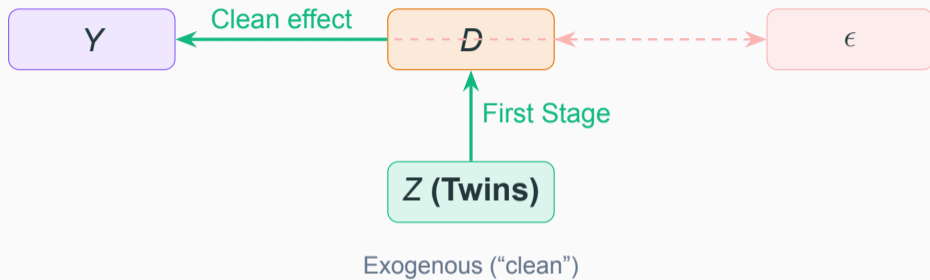 Clean effect
Y
D
ϵ
First Stage
Z (Twins)
Exogenous (“clean”)